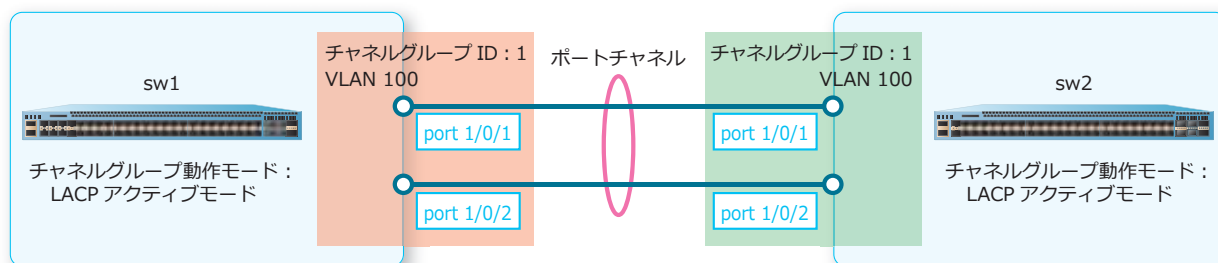 sw1
チャネルグループ動作モード：
LACP アクティブモード
チャネルグループ ID：1
VLAN 100
port 1/0/1
port 1/0/2
ポートチャネル
チャネルグループ ID：1
VLAN 100
port 1/0/1
port 1/0/2
sw2
チャネルグループ動作モード：
LACP アクティブモード